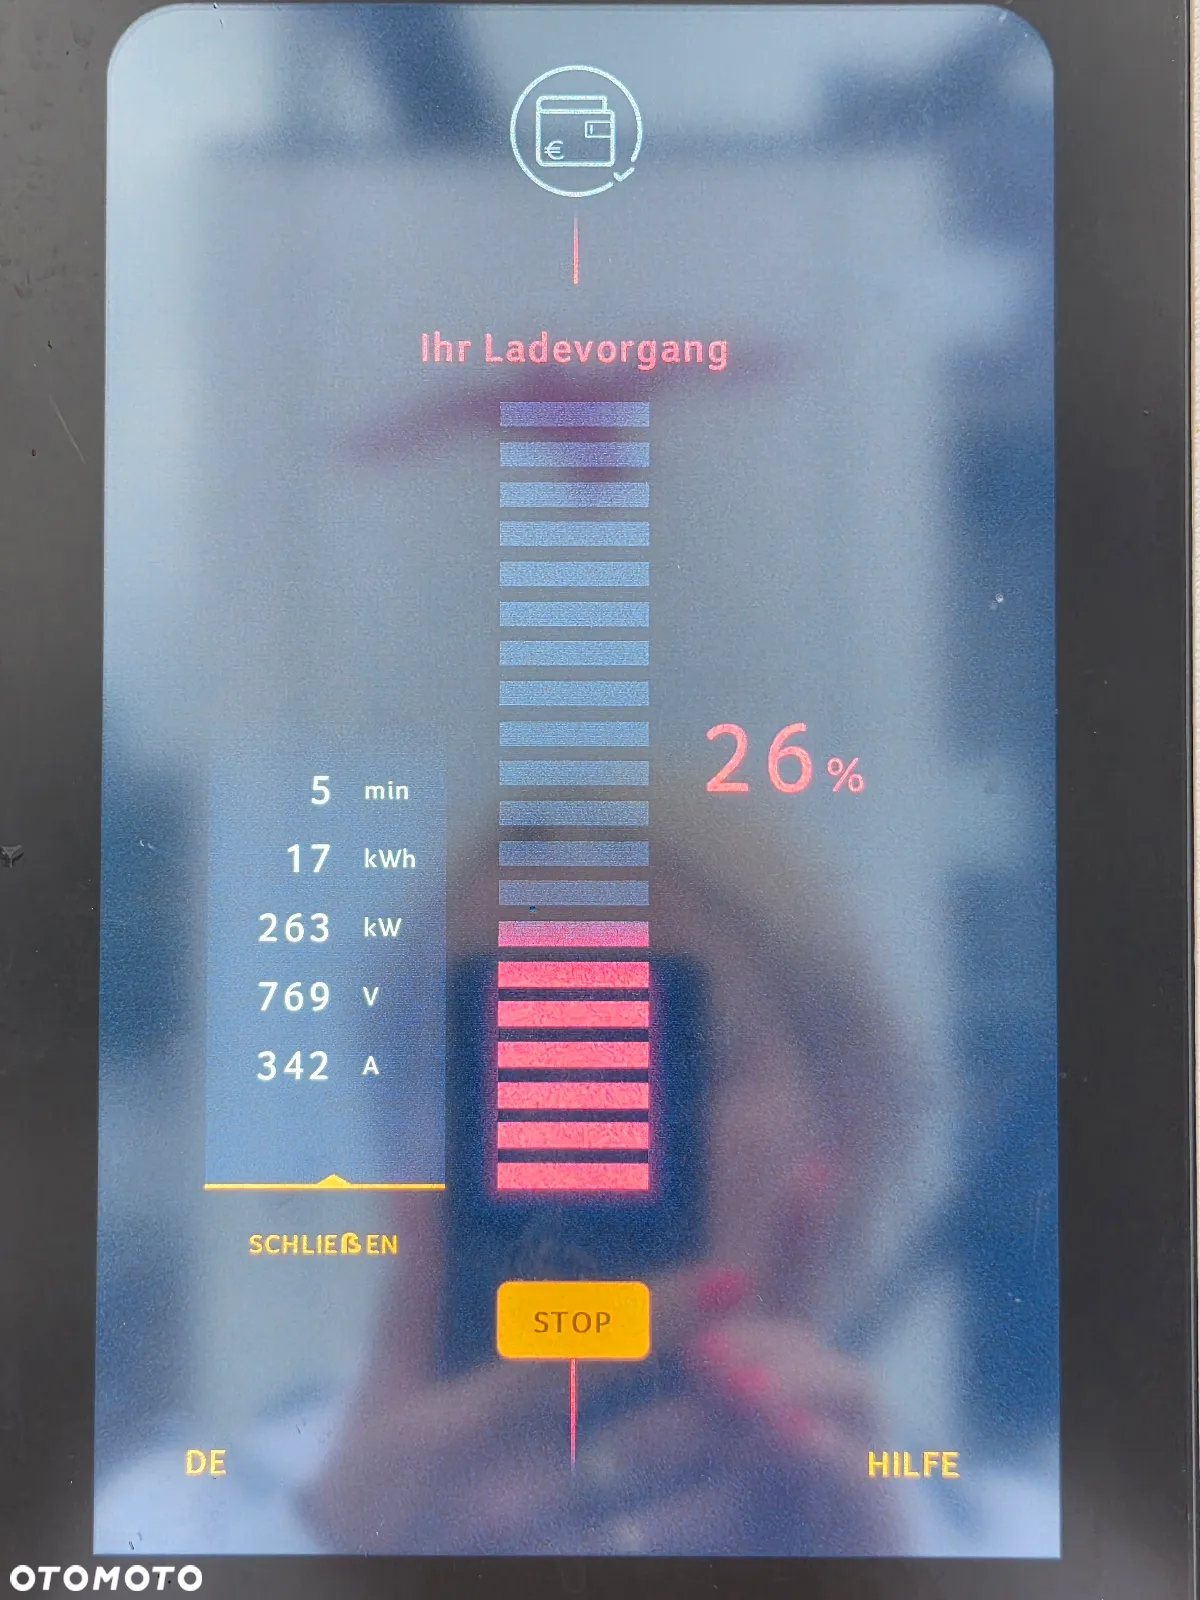 €
Ihr Ladevorgang
26 %
5 min
17 kWh
263 kW
769 V
342 A
SCHLIEßEN
STOP
DE
HILFE
OTOMOTO